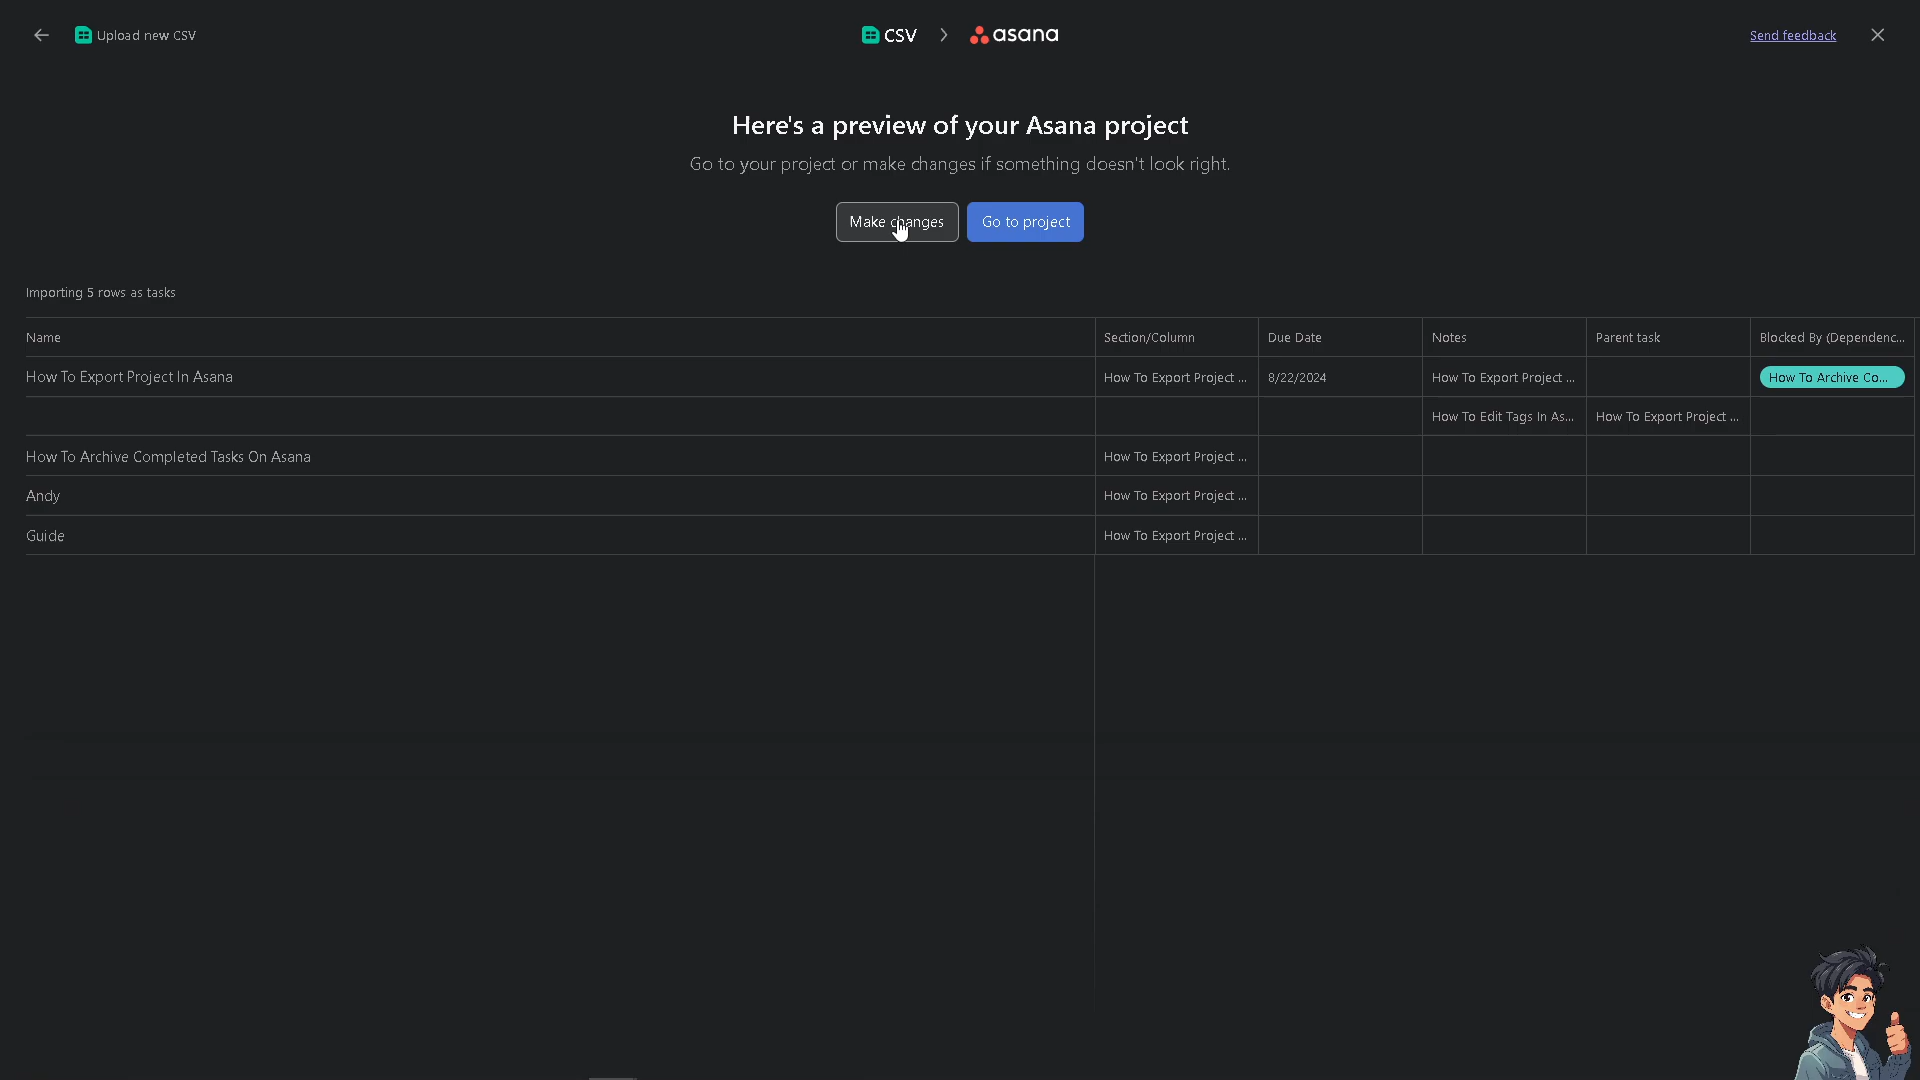 Upload new CSV
CSV
asana
Send feedback
Here's a preview of your Asana project
Go to your project or make changes if something doesn't look right.
Make changes
Go to project
Importing 5 rows as tasks
Name Section/Column Due Date Notes Parent task Blocked By (Dependenc...
How To Export Project In Asana How To Export Project ... 8/22/2024 How To Export Project ... How To Archive Co...
How To Edit Tags In As... How To Export Project ...
How To Archive Completed Tasks On Asana How To Export Project ...
Andy How To Export Project ...
Guide How To Export Project ...